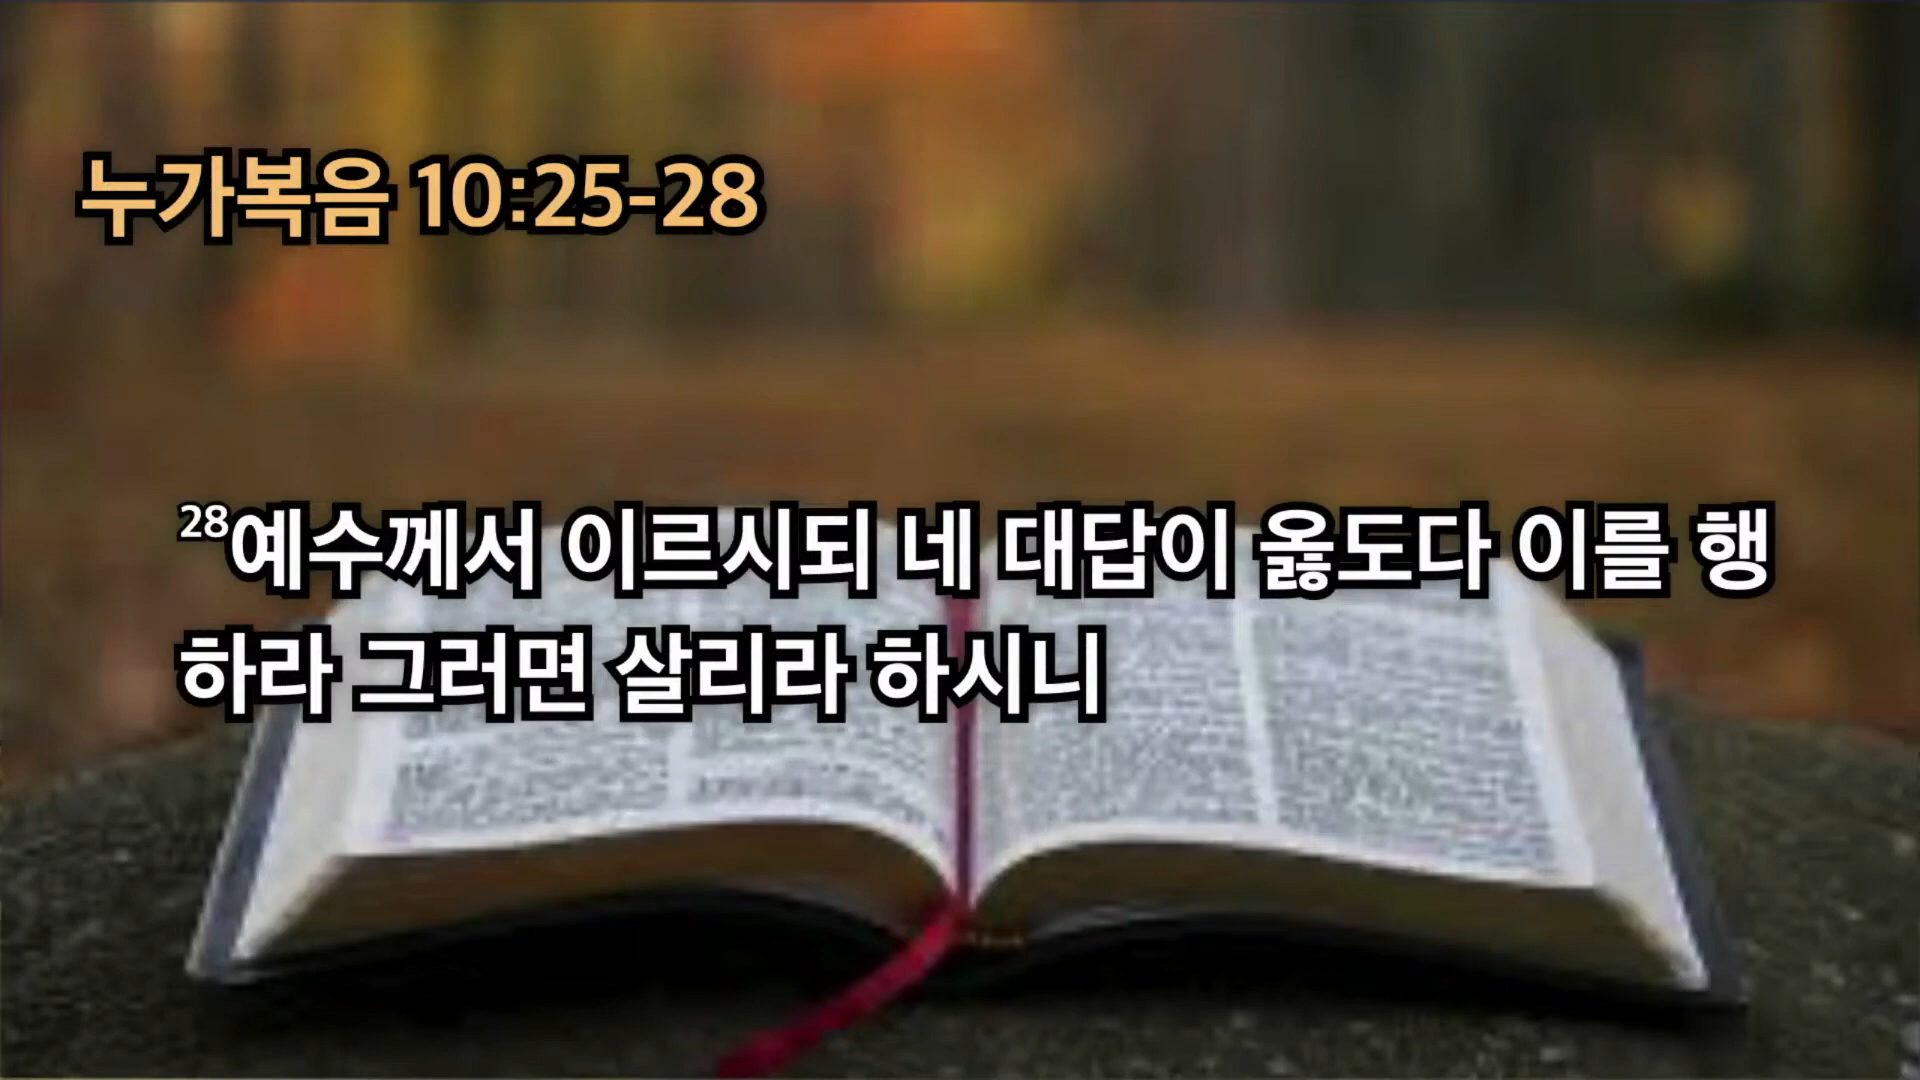 누가복음 10:25-28
28예수께서 이르시되 네 대답이 옳도다 이를 행
하라 그러면 살리라 하시니